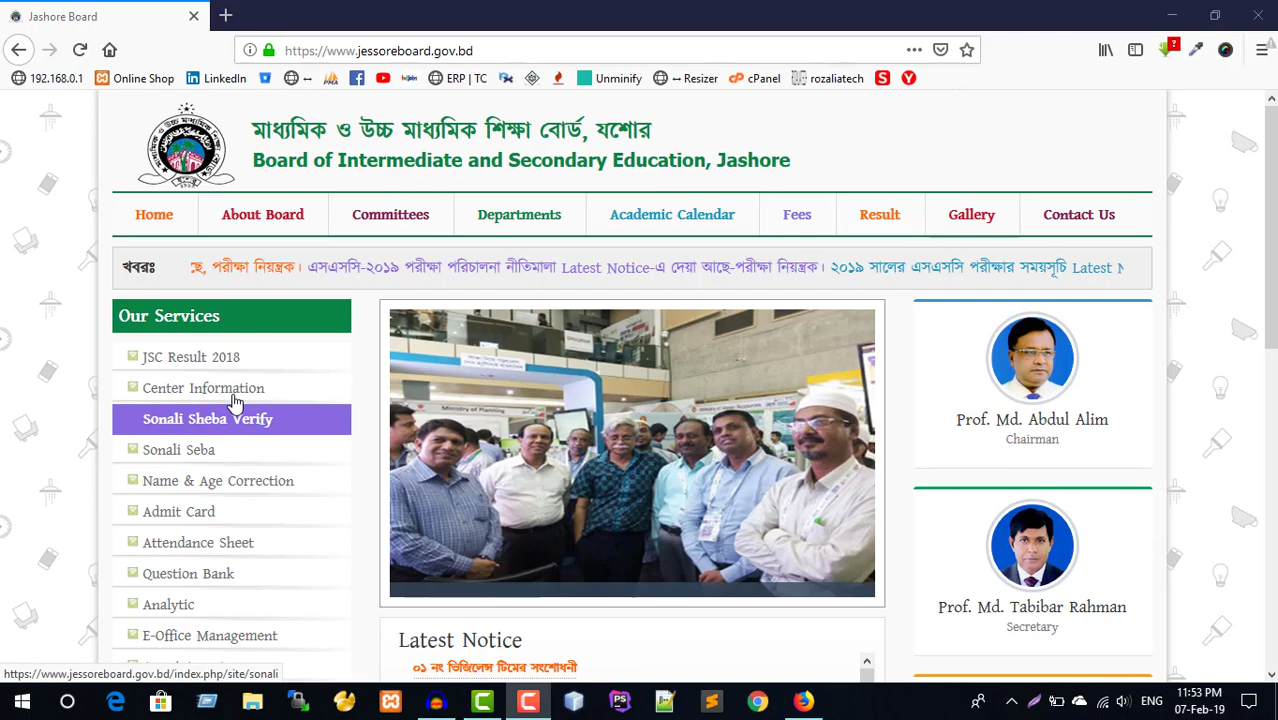 Jashore Board
https://www.jessoreboard.gov.bd
192.168.0.1 Online Shop LinkedIn ERP | TC Unminify Resizer cPanel rozaliatech
মাধ্যমিক ও উচ্চ মাধ্যমিক শিক্ষা বোর্ড, যশোর
Board of Intermediate and Secondary Education, Jashore
Home About Board Committees Departments Academic Calendar Fees Result Gallery Contact Us
খবরঃ ছে, পরীক্ষা নিয়ন্ত্রক। এসএসসি-২০১৯ পরীক্ষা পরিচালনা নীতিমালা Latest Notice-এ দেয়া আছে-পরীক্ষা নিয়ন্ত্রক। ২০১৯ সালের এসএসসি পরীক্ষার সময়সূচি Latest N
Our Services
JSC Result 2018
Center Information
Sonali Sheba Verify
Sonali Seba
Name & Age Correction
Admit Card
Attendance Sheet
Question Bank
Analytic
E-Office Management
Ministry of Planning
Prof. Md. Abdul Alim
Chairman
Prof. Md. Tabibar Rahman
Secretary
Latest Notice
০১ নং ভিজিলেন্স টিমের সংশোধনী
https://www.jessoreboard.gov.bd/index.php/site/sonali
ENG
11:53 PM
07-Feb-19